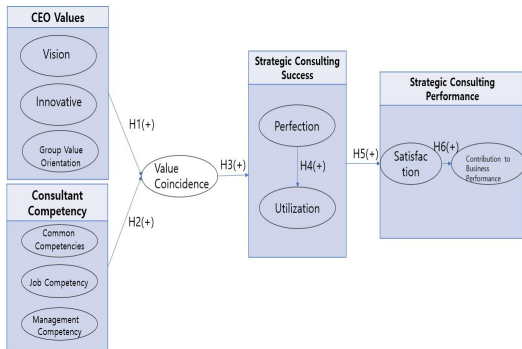 CEO Values
Vision
Innovative
Group Value
Orientation
Consultant
Competency
Common
Competencies
Job Competency
Management
Competency
H1(+)
H2(+)
Value
Coincidence
H3(+)
Strategic Consulting
Success
Perfection
H4(+)
Utilization
H5(+)
Strategic Consulting
Performance
Satisfac
tion
H6(+)
Contribution to
Business
Performance